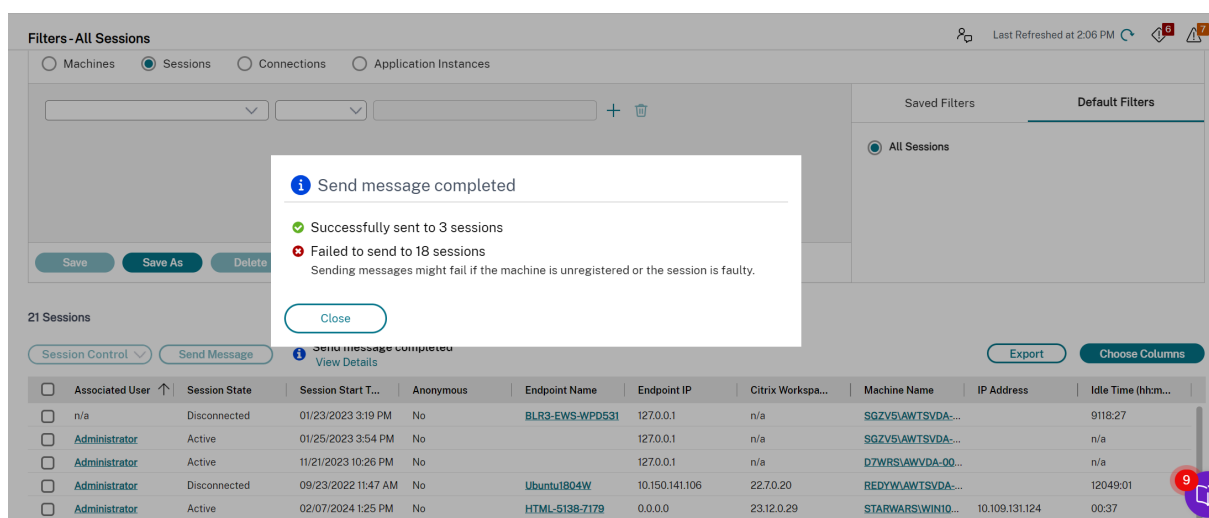 Filters - All Sessions
Last Refreshed at 2:06 PM
6
7
Machines
Sessions
Connections
Application Instances
Saved Filters
Default Filters
All Sessions
Send message completed
Successfully sent to 3 sessions
Failed to send to 18 sessions
Sending messages might fail if the machine is unregistered or the session is faulty.
Close
Save
Save As
Delete
21 Sessions
Session Control
Send Message
Send message completed
View Details
Export
Choose Columns
Associated User Session State Session Start T... Anonymous Endpoint Name Endpoint IP Citrix Workspa... Machine Name IP Address Idle Time (hh:m...
n/a Disconnected 01/23/2023 3:19 PM No BLR3-EWS-WPD531 127.0.0.1 n/a SGZV5\AWTSVDA-... 9118:27
Administrator Active 01/25/2023 3:54 PM No 127.0.0.1 n/a SGZV5\AWTSVDA-... n/a
Administrator Active 11/21/2023 10:26 PM No 127.0.0.1 n/a D7WRS\AWVDA-00... n/a
Administrator Disconnected 09/23/2022 11:47 AM No Ubuntu1804W 10.150.141.106 22.7.0.20 REDYW\AWTSVDA-... 12049:01
Administrator Active 02/07/2024 1:25 PM No HTML-5138-7179 0.0.0.0 23.12.0.29 STARWARS\WIN10... 10.109.131.124 00:37
9